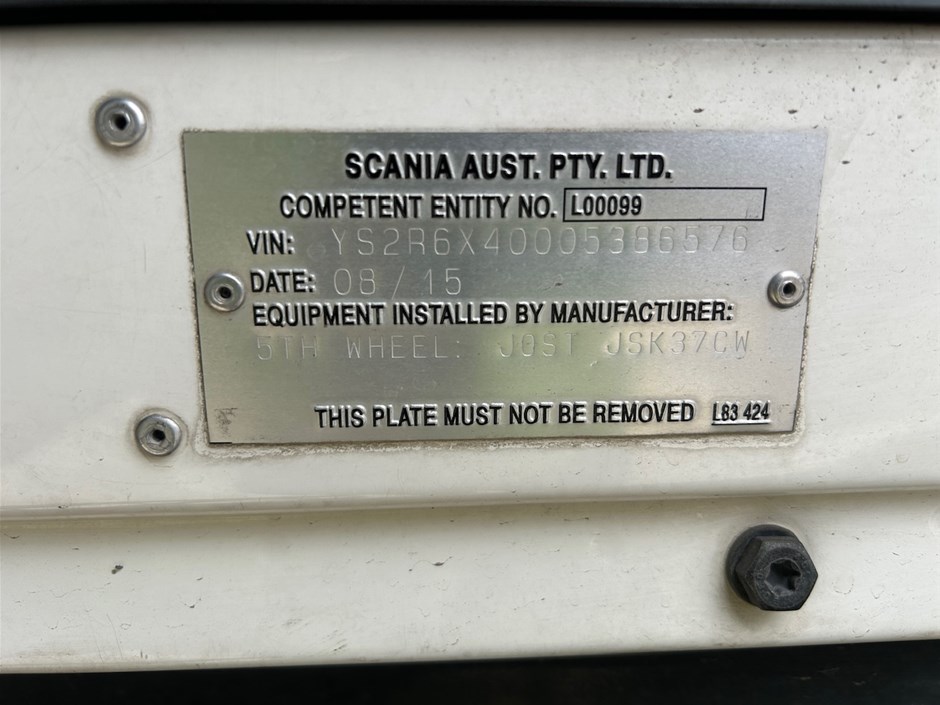 SCANIA AUST. PTY. LTD.
COMPETENT ENTITY NO. L00099
VIN: YS2R6X40005386576
DATE: 08/15
EQUIPMENT INSTALLED BY MANUFACTURER:
5TH WHEEL: JOST JSK37CW
THIS PLATE MUST NOT BE REMOVED L83 424